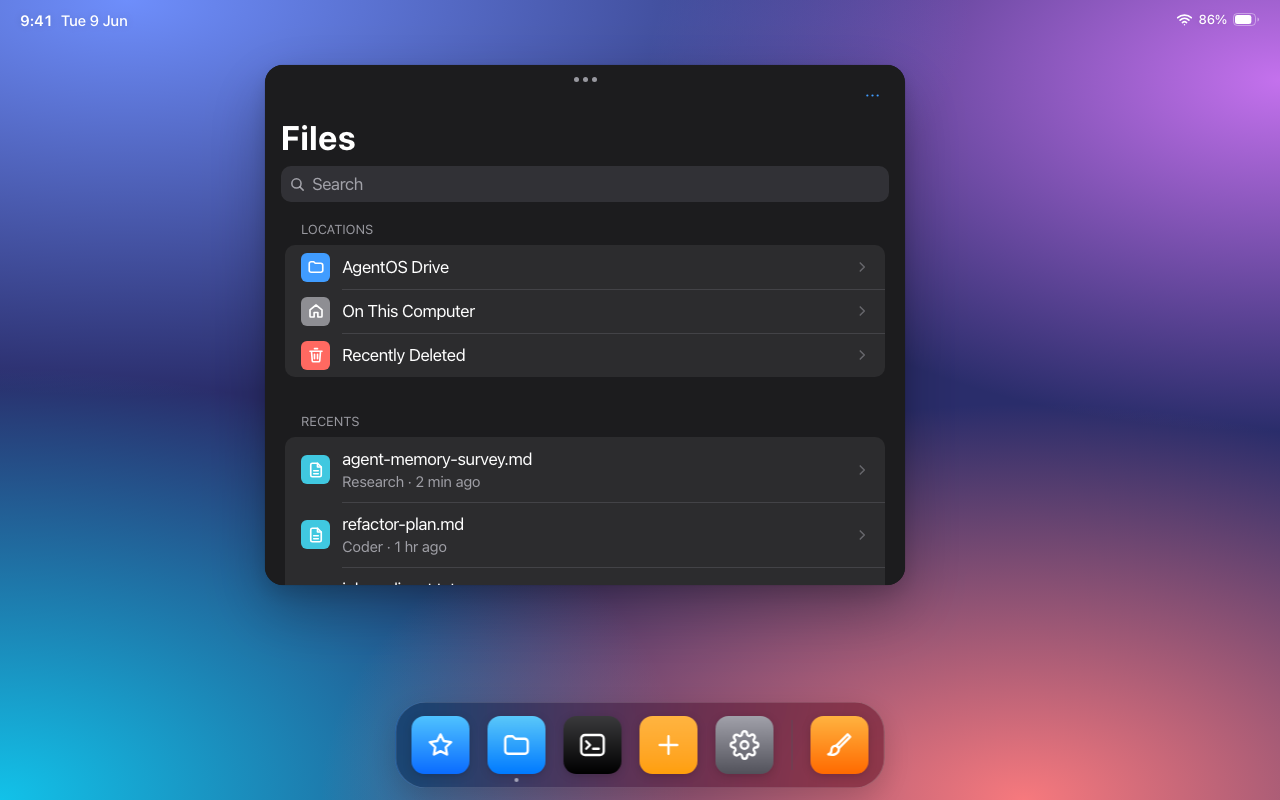 9:41 Tue 9 Jun
86%
Files
Search
LOCATIONS
AgentOS Drive
On This Computer
Recently Deleted
RECENTS
agent-memory-survey.md
Research · 2 min ago
refactor-plan.md
Coder · 1 hr ago